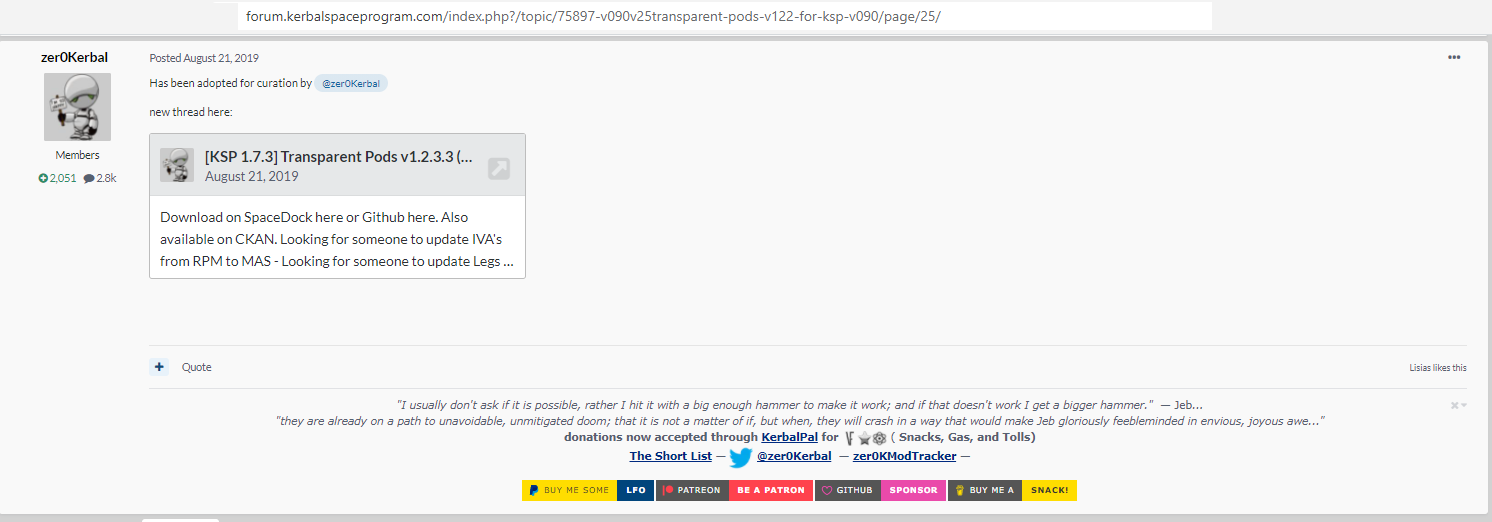 forum.kerbalspaceprogram.com/index.php?/topic/75897-v090v25transparent-pods-v122-for-ksp-v090/page/25/
zer0Kerbal
Posted August 21, 2019
Has been adopted for curation by @zer0Kerbal
new thread here:
Members
2,051 2.8k
[KSP 1.7.3] Transparent Pods v1.2.3.3 (...
August 21, 2019
Download on SpaceDock here or Github here. Also
available on CKAN. Looking for someone to update IVA's
from RPM to MAS - Looking for someone to update Legs ...
+ Quote
Lisias likes this
"I usually don't ask if it is possible, rather I hit it with a big enough hammer to make it work; and if that doesn't work I get a bigger hammer." — Jeb...
"they are already on a path to unavoidable, unmitigated doom; that it is not a matter of if, but when, they will crash in a way that would make Jeb gloriously feebleminded in envious, joyous awe..."
donations now accepted through KerbalPal for ( Snacks, Gas, and Tolls)
The Short List — @zer0Kerbal — zer0KModTracker —
BUY ME SOME LFO PATREON BE A PATRON GITHUB SPONSOR BUY ME A SNACK!